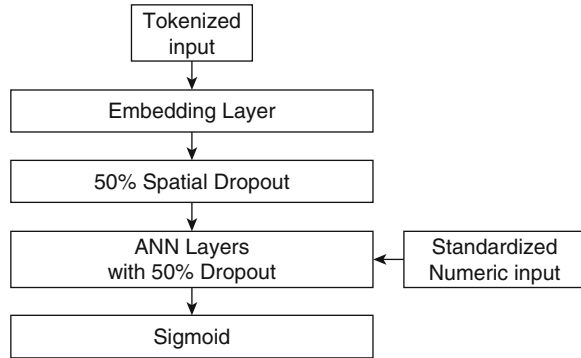 Tokenized
input
Embedding Layer
50% Spatial Dropout
ANN Layers
with 50% Dropout
Standardized
Numeric input
Sigmoid